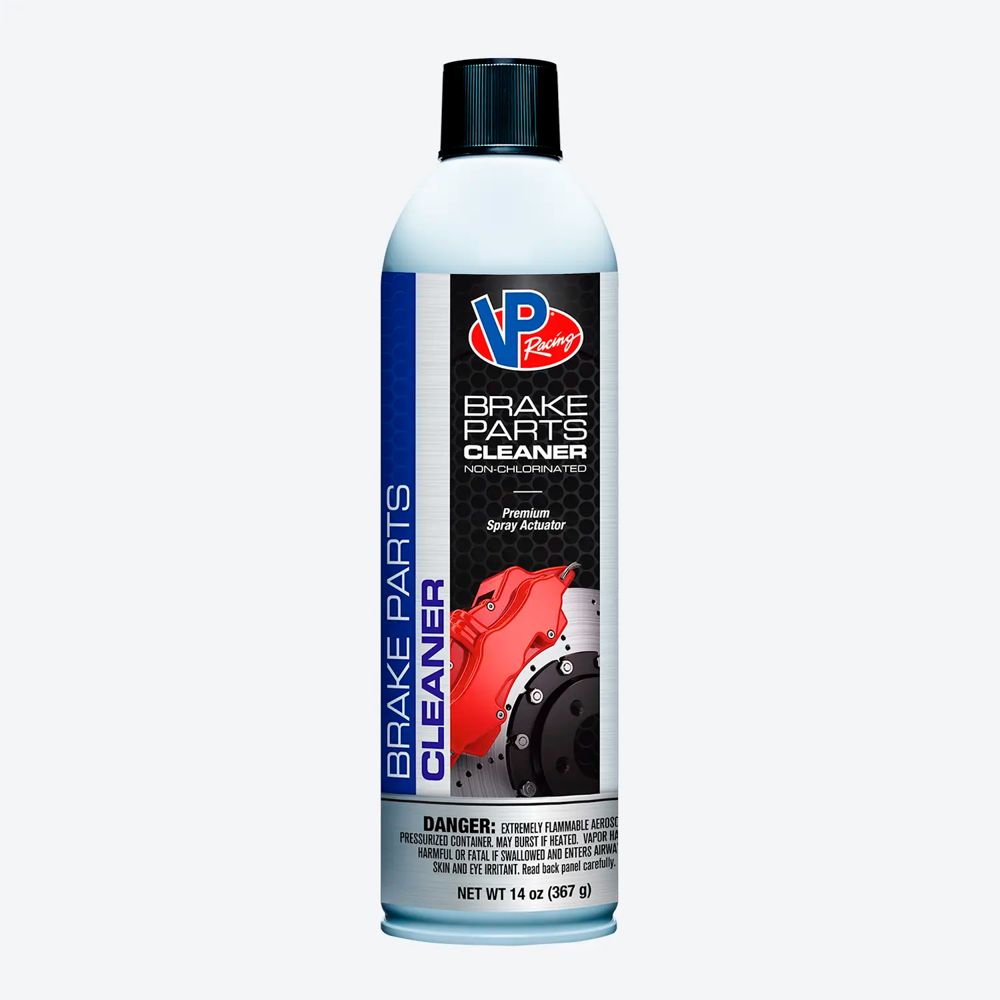 VP
Racing
BRAKE
PARTS
CLEANER
NON-CHLORINATED
Premium
Spray Actuator
BRAKE PARTS
CLEANER
DANGER: EXTREMELY FLAMMABLE
PRESSURIZED CONTAINER. MAY BURST IF HEATED. VAPOR
HARMFUL OR FATAL IF SWALLOWED AND ENTERS
SKIN AND EYE IRRITANT. Read back panel carefully.
NET WT 14 oz (367 g)